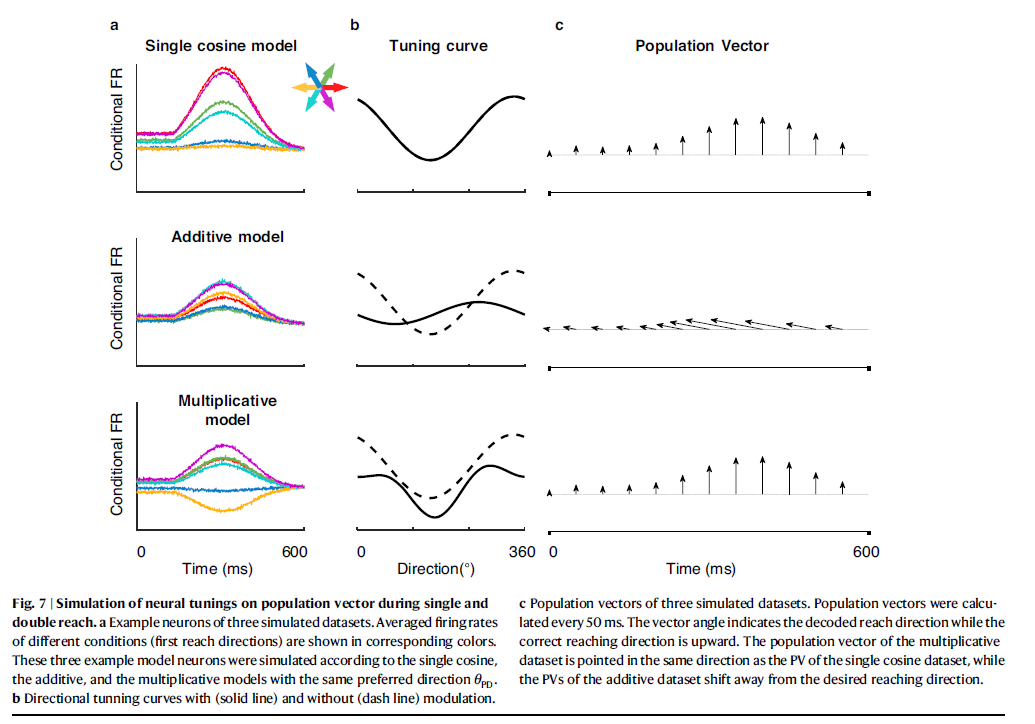 a
b
c
Single cosine model
Tuning curve
Population Vector
Conditional FR
Additive model
Conditional FR
Multiplicative
model
Conditional FR
0
600
0
360
0
600
Time (ms)
Direction(°)
Time (ms)
Fig. 7 | Simulation of neural tunings on population vector during single and
double reach. a Example neurons of three simulated datasets. Averaged firing rates
of different conditions (first reach directions) are shown in corresponding colors.
These three example model neurons were simulated according to the single cosine,
the additive, and the multiplicative models with the same preferred direction θPD.
b Directional tunning curves with (solid line) and without (dash line) modulation.
c Population vectors of three simulated datasets. Population vectors were calcu-
lated every 50 ms. The vector angle indicates the decoded reach direction while the
correct reaching direction is upward. The population vector of the multiplicative
dataset is pointed in the same direction as the PV of the single cosine dataset, while
the PVs of the additive dataset shift away from the desired reaching direction.